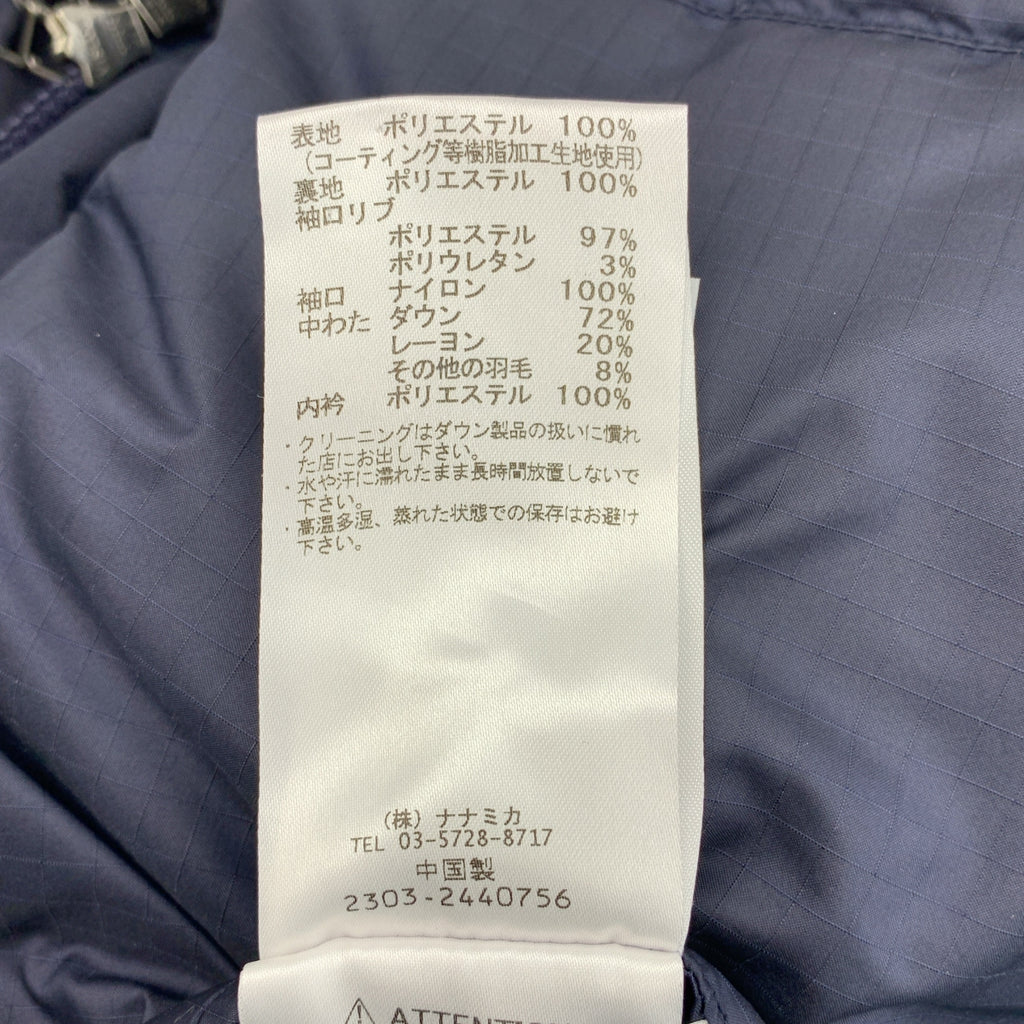 表地 ポリエステル 100%
(コーティング等樹脂加工生地使用)
裏地 ポリエステル 100%
袖口リブ
ポリエステル 97%
ポリウレタン 3%
袖口 ナイロン 100%
中わた ダウン 72%
レーヨン 20%
その他の羽毛 8%
内衿 ポリエステル 100%
・クリーニングはダウン製品の扱いに慣れ
た店にお出し下さい。
・水や汗に濡れたまま長時間放置しないで
下さい。
・高温多湿、蒸れた状態での保存はお避け
下さい。
(株) ナナミカ
TEL 03-5728-8717
中国製
2303-2440756
⚠ ATTENTION